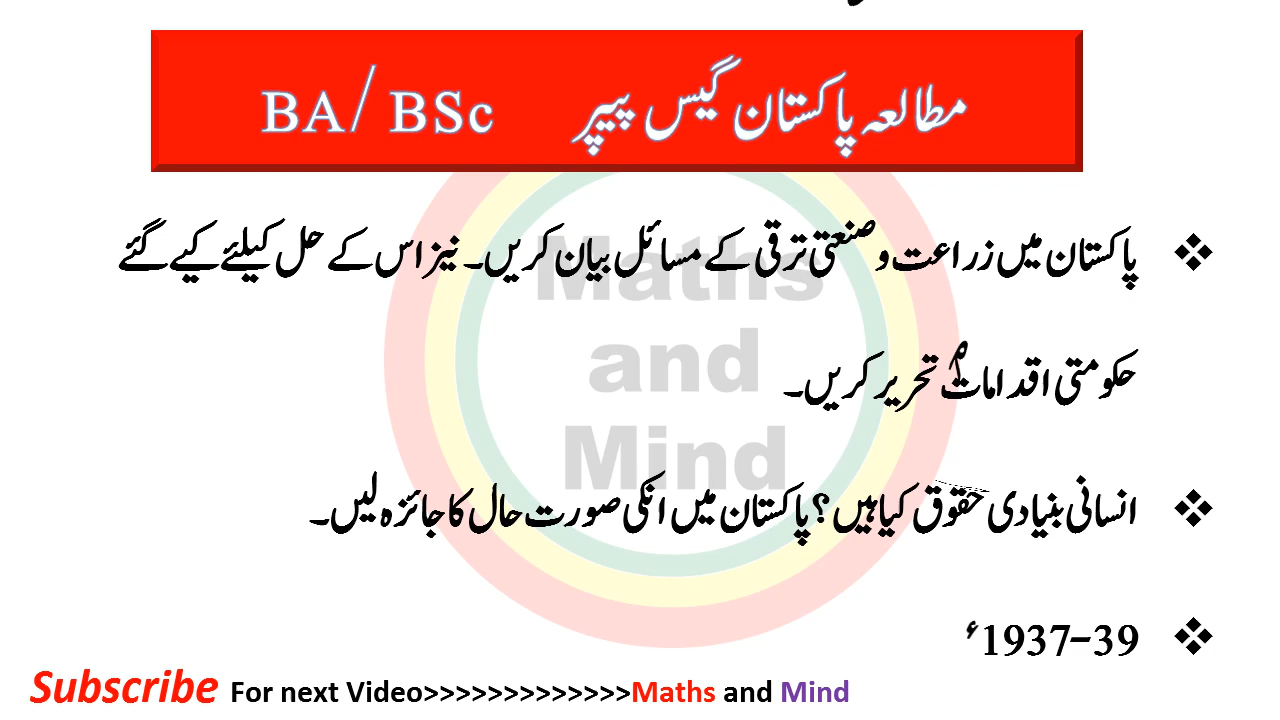 مطالعہ پاکستان گیس پیپر BA/ BSc
❖ پاکستان میں زراعت و صنعتی ترقی کے مسائل بیان کریں۔ نیز اس کے حل کیلئے کیے گئے
حکومتی اقدامات تحریر کریں۔
❖ انسانی بنیادی حقوق کیا ہیں؟ پاکستان میں انکی صورت حال کا جائزہ لیں۔
❖ 1937-39ء
Maths
and
Mind
Subscribe For next Video>>>>>>>>>>>>>Maths and Mind